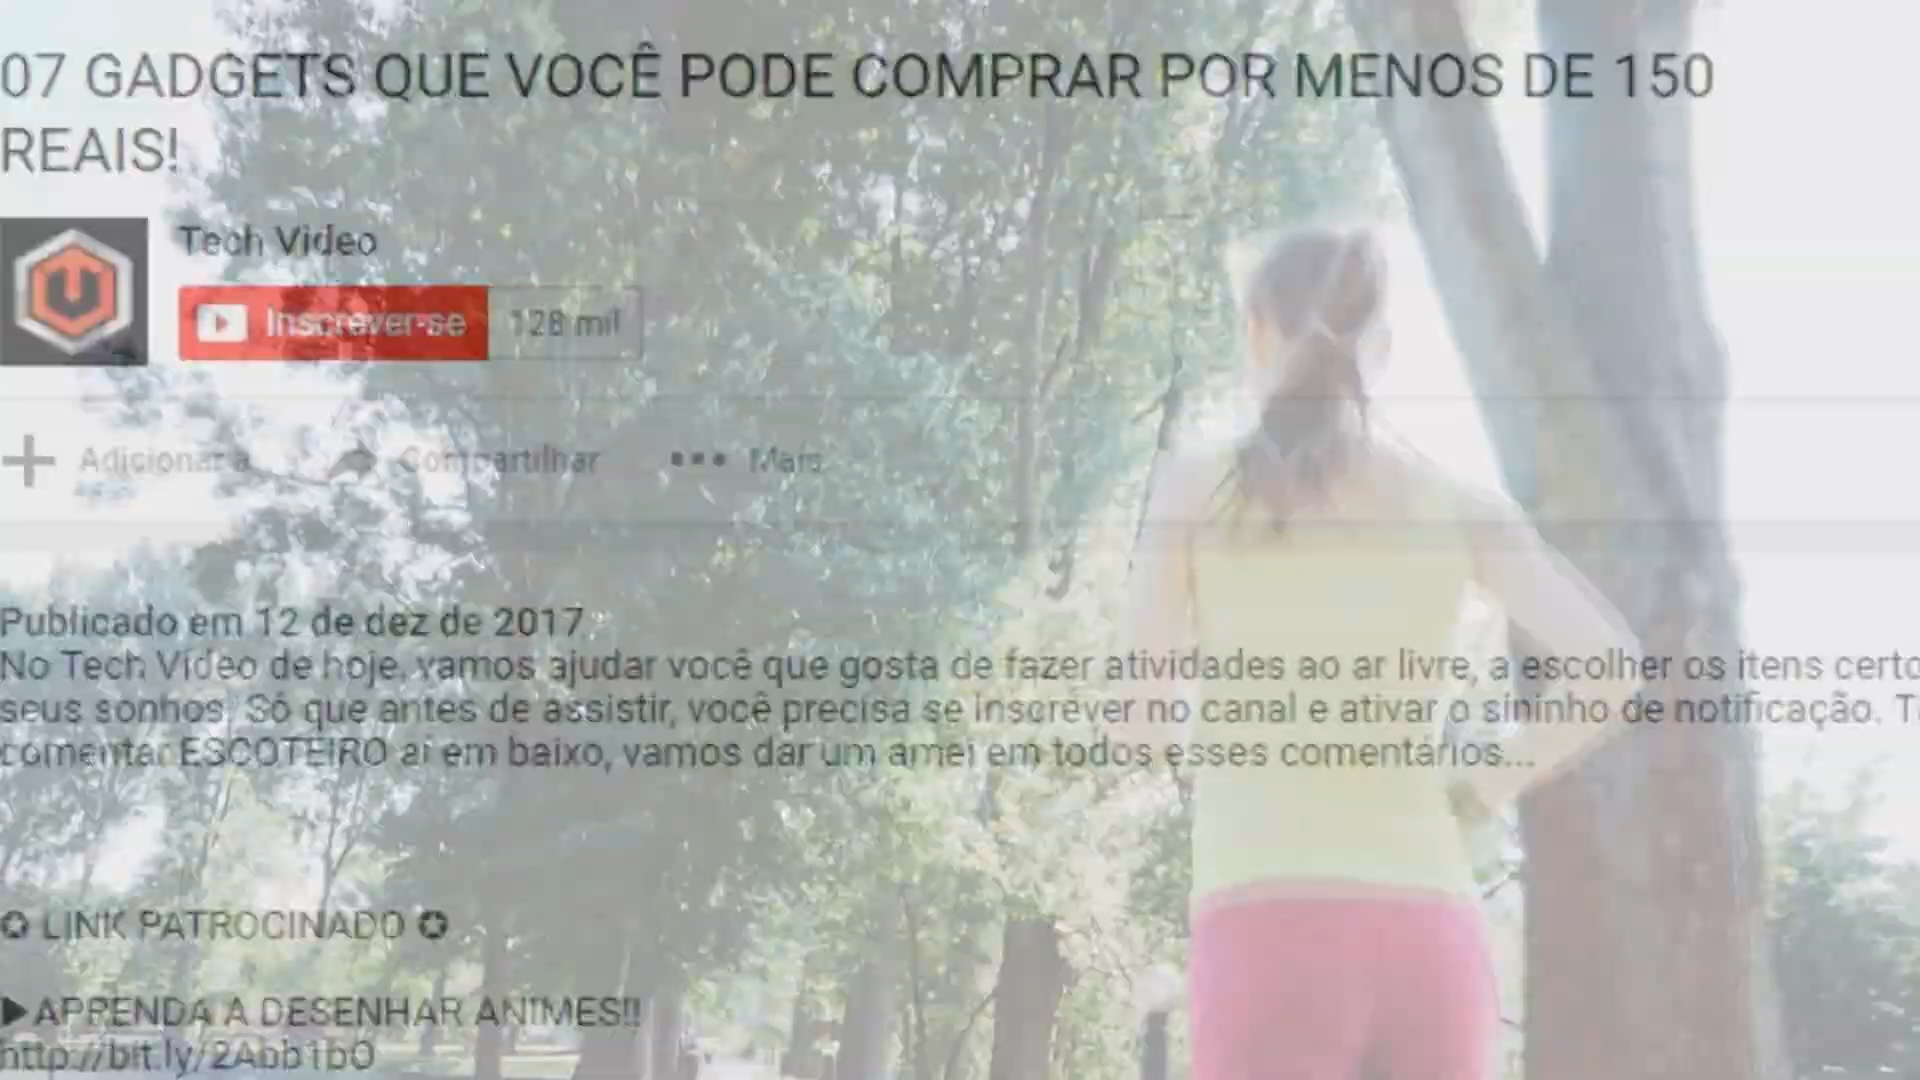 07 GADGETS QUE VOCÊ PODE COMPRAR POR MENOS DE 150
REAIS!
Tech Video
Inscrever-se 128 mil
Adicionar a Compartilhar Mais
Publicado em 12 de dez de 2017
No Tech Video de hoje, vamos ajudar você que gosta de fazer atividades ao ar livre, a escolher os itens certo
seus sonhos. Só que antes de assistir, você precisa se inscrever no canal e ativar o sininho de notificação. T
comentar ESCOTEIRO ai em baixo, vamos dar um amei em todos esses comentários...
✪ LINK PATROCINADO ✪
▶APRENDA A DESENHAR ANIMES!!
http://bit.ly/2Abb1bO